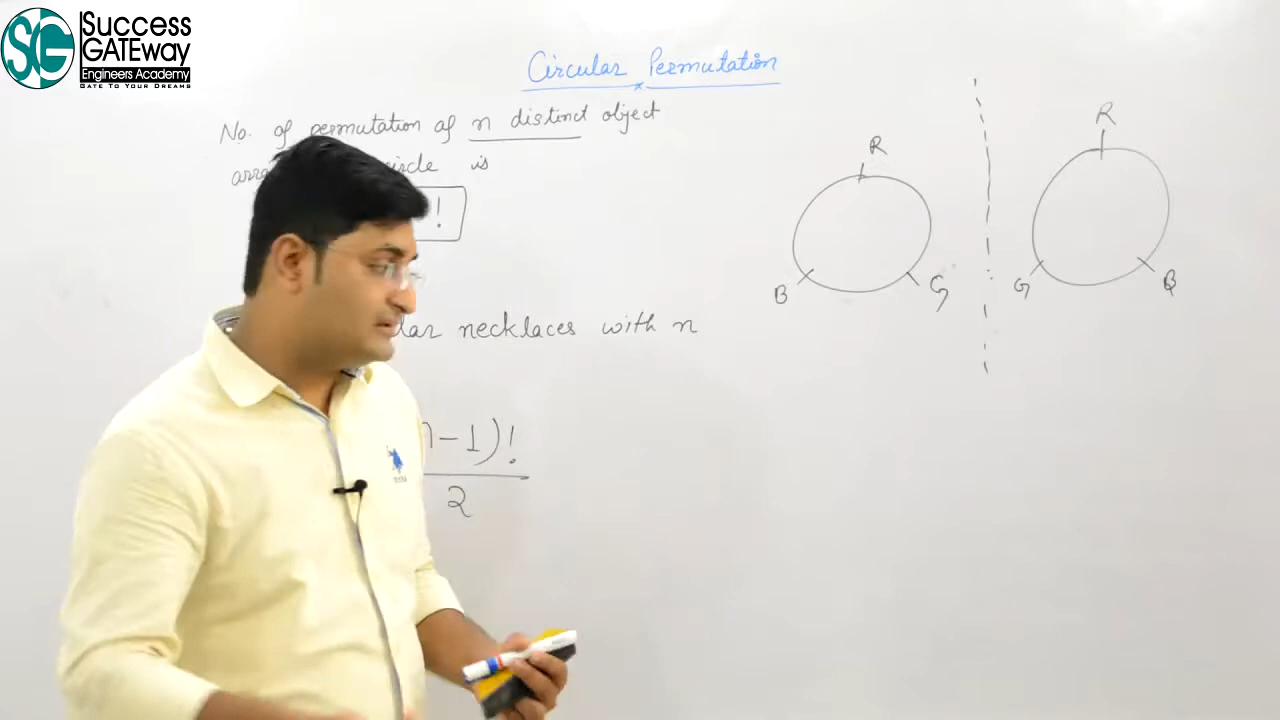 Success
GATEway
Engineers Academy
GATE TO YOUR DREAMS
SG
Circular Permutation
No. of permutation of n distinct object
is
!
necklaces with n
n-1)!
2
R
B
G
R
G
B